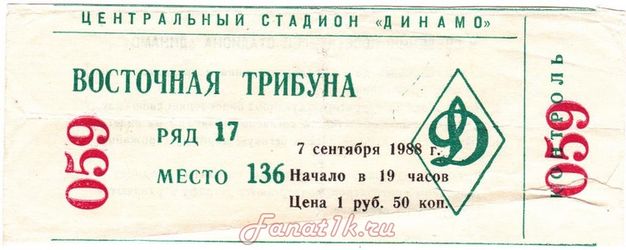 ЦЕНТРАЛЬНЫЙ СТАДИОН «ДИНАМО»
ВОСТОЧНАЯ ТРИБУНА
059
РЯД 17
МЕСТО 136
Д
7 сентября 1988 г.
Начало в 19 часов
Цена 1 руб. 50 коп.
КОНТРОЛЬ
059
Fanat1k.ru